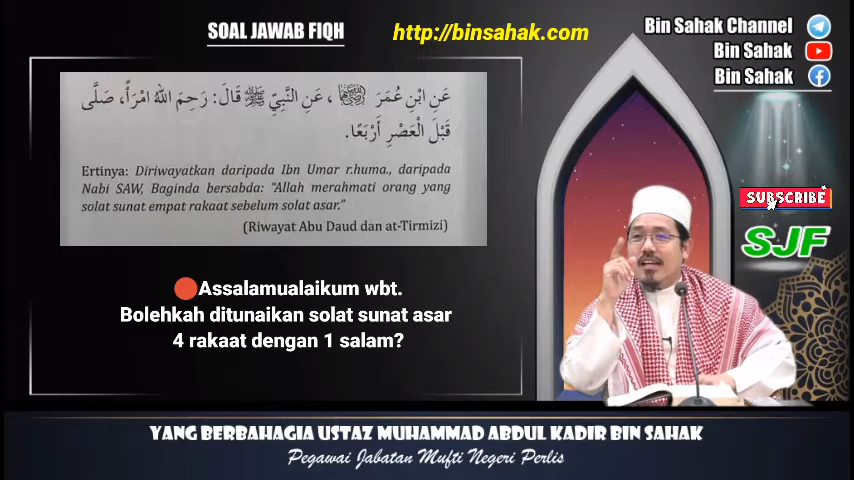 SOAL JAWAB FIQH
http://binsahak.com
Bin Sahak Channel
Bin Sahak
Bin Sahak
عَنِ ابْنِ عُمَرَ رضي الله عنهما ، عَنِ النَّبِيِّ ﷺ قَالَ: رَحِمَ اللهُ امْرَأً، صَلَّى
قَبْلَ الْعَصْرِ أَرْبَعًا.
Ertinya: Diriwayatkan daripada Ibn Umar r.huma., daripada
Nabi SAW, Baginda bersabda: "Allah merahmati orang yang
solat sunat empat rakaat sebelum solat asar."
(Riwayat Abu Daud dan at-Tirmizi)
SUBSCRIBE
SJF
Assalamualaikum wbt.
Bolehkah ditunaikan solat sunat asar
4 rakaat dengan 1 salam?
YANG BERBAHAGIA USTAZ MUHAMMAD ABDUL KADIR BIN SAHAK
Pegawai Jabatan Mufti Negeri Perlis